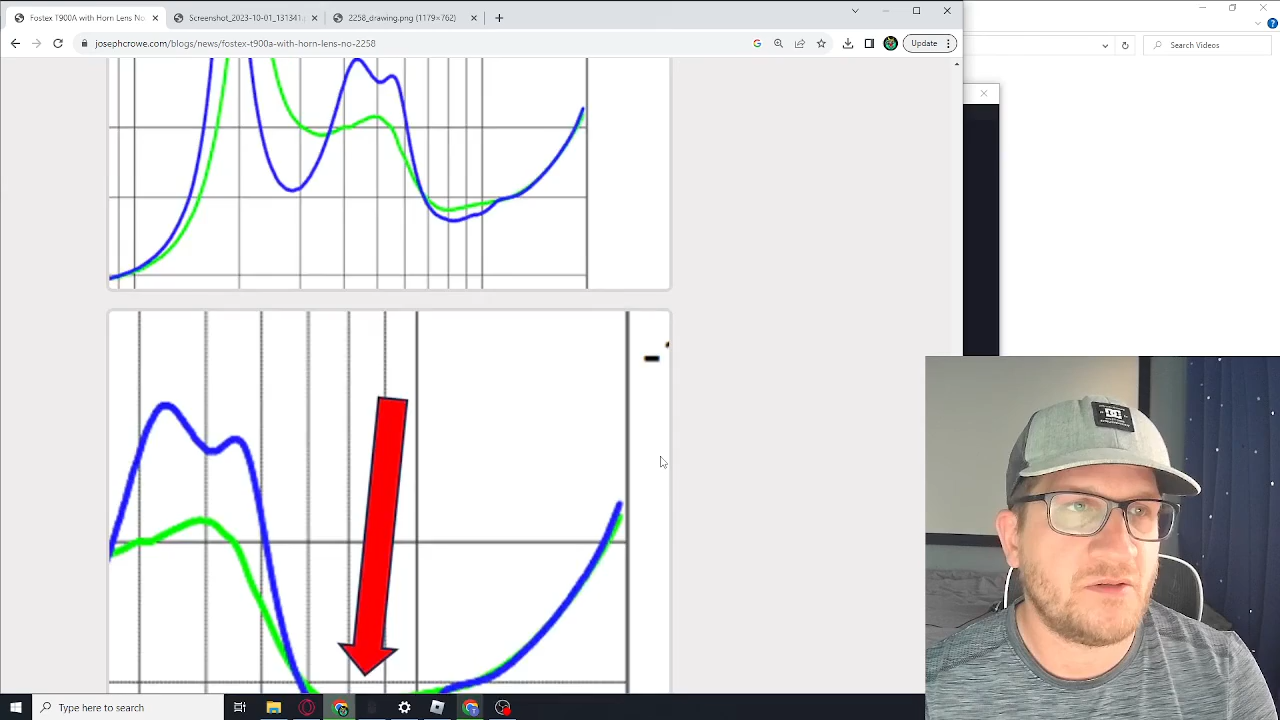 Fostex T900A with Horn Lens No
Screenshot_2023-10-01_131341.
2258_drawing.png (1179×762)
josephcrowe.com/blogs/news/fostex-t900a-with-horn-lens-no-2258
Update
Search Videos
Type here to search